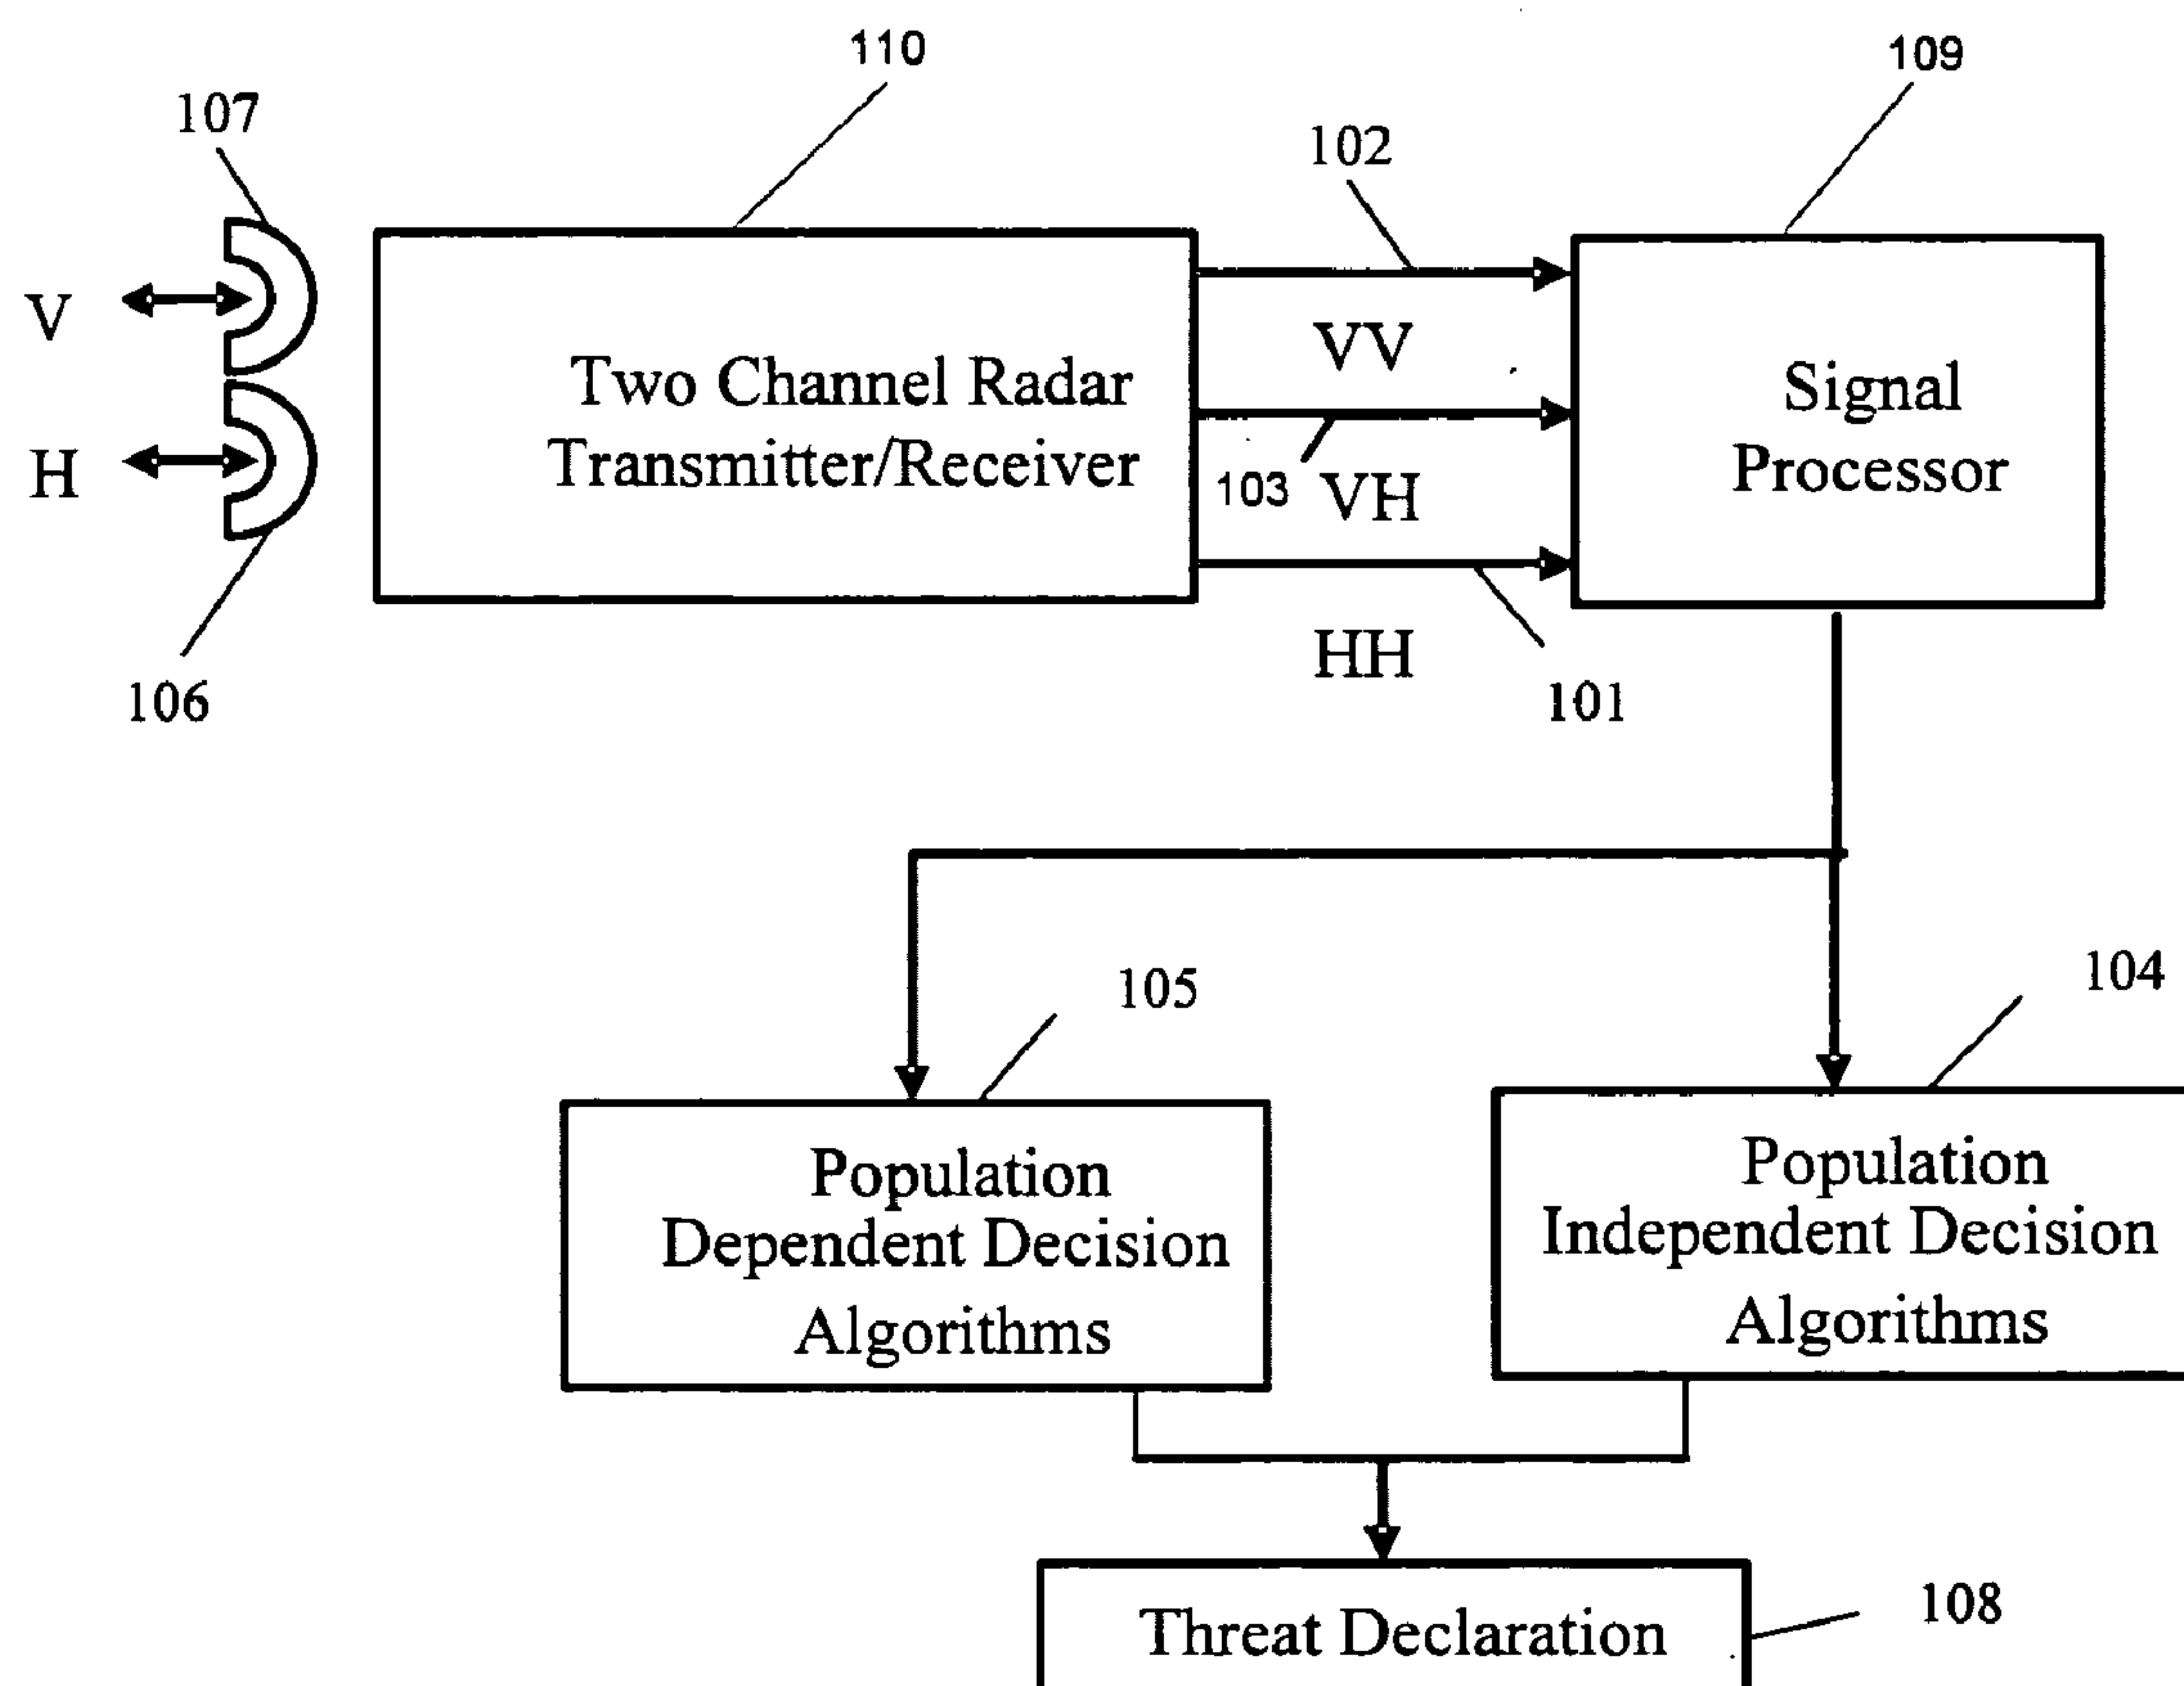 110
109
107
102
V
Two Channel Radar
Transmitter/Receiver
VV
Signal
Processor
H
103
VH
HH
106
101
105
104
Population
Dependent Decision
Algorithms
Population
Independent Decision
Algorithms
Threat Declaration
108